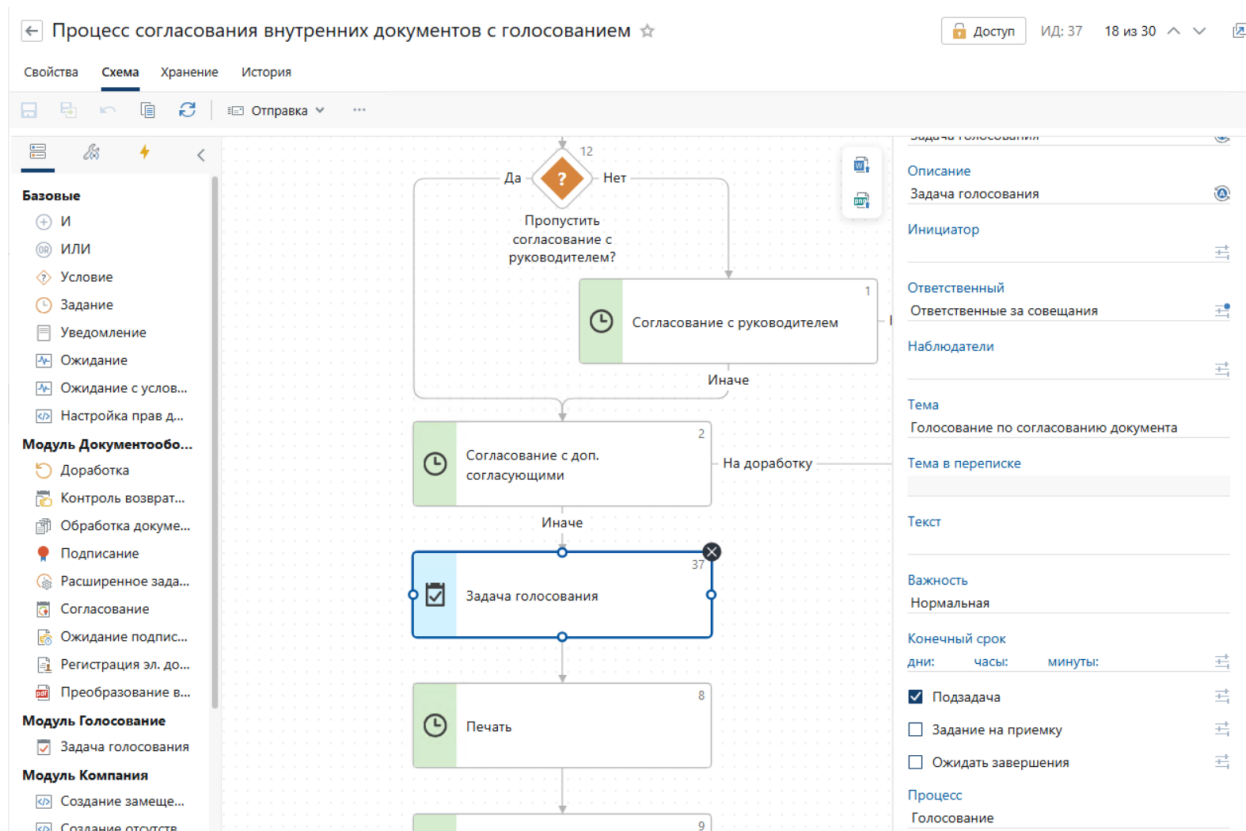 Процесс согласования внутренних документов с голосованием
Доступ
ИД: 37
18 из 30
Свойства
Схема
Хранение
История
Отправка
Базовые
И
OR ИЛИ
Условие
Задание
Уведомление
Ожидание
Ожидание с услов...
Настройка прав д...
Модуль Документообо...
Доработка
Контроль возврат...
Обработка докуме...
Подписание
Расширенное зада...
Согласование
Ожидание подпис...
Регистрация эл. до...
Преобразование в...
Модуль Голосование
Задача голосования
Модуль Компания
Создание замеще...
Создание отсутств
12
Да
?
Нет
Пропустить
согласование с
руководителем?
1
Согласование с руководителем
Иначе
2
Согласование с доп.
согласующими
На доработку
Иначе
37
Задача голосования
8
Печать
9
Задача голосования
Описание
Задача голосования
Инициатор
Ответственный
Ответственные за совещания
Наблюдатели
Тема
Голосование по согласованию документа
Тема в переписке
Текст
Важность
Нормальная
Конечный срок
дни: часы: минуты:
Подзадача
Задание на приемку
Ожидать завершения
Процесс
Голосование